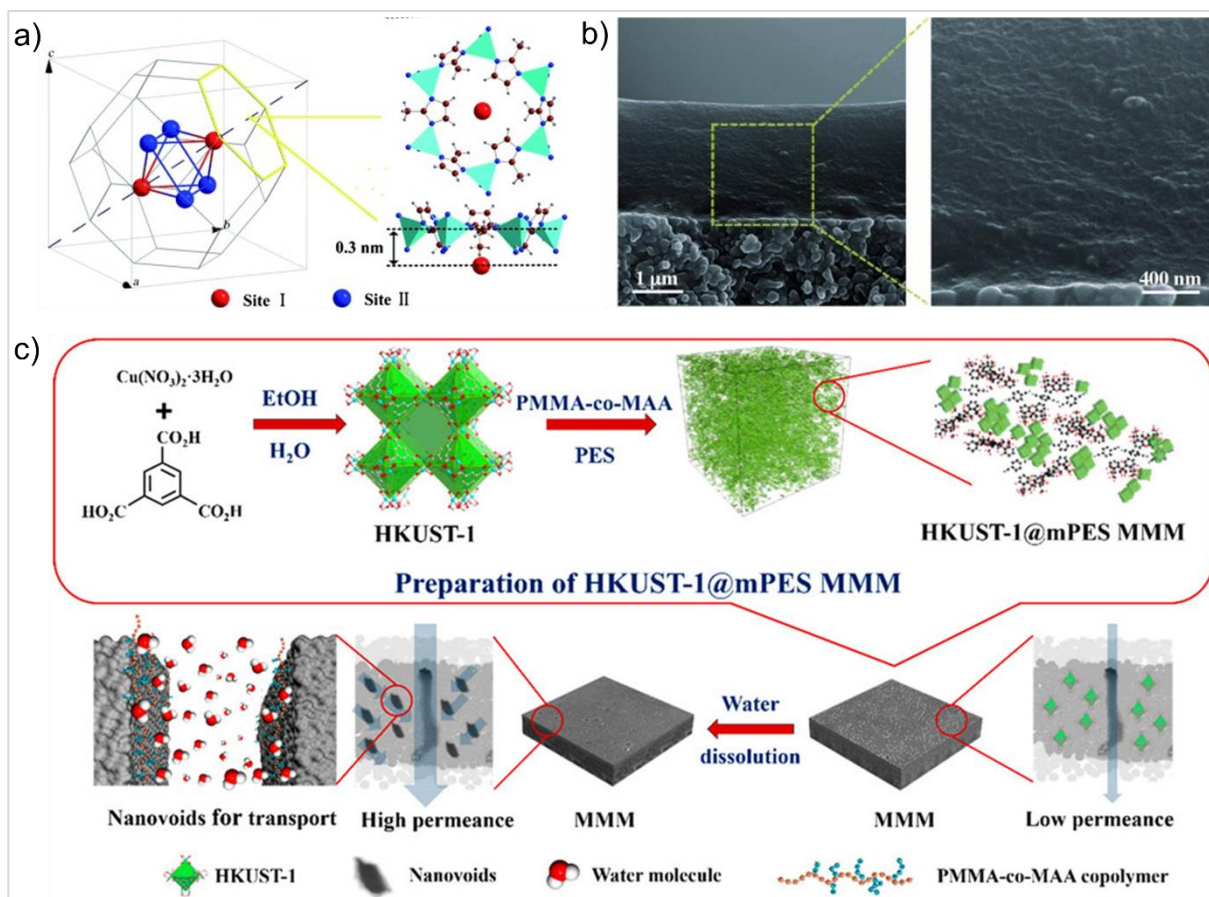 a)
c
b
a
0.3 nm
Site I
Site II
b)
1 μm
400 nm
c)
Cu(NO₃)₂·3H₂O
+
CO₂H
HO₂C
CO₂H
EtOH
H₂O
HKUST-1
PMMA-co-MAA
PES
HKUST-1@mPES MMM
Preparation of HKUST-1@mPES MMM
Water
dissolution
Nanovoids for transport
High permeance
MMM
MMM
Low permeance
HKUST-1
Nanovoids
Water molecule
PMMA-co-MAA copolymer